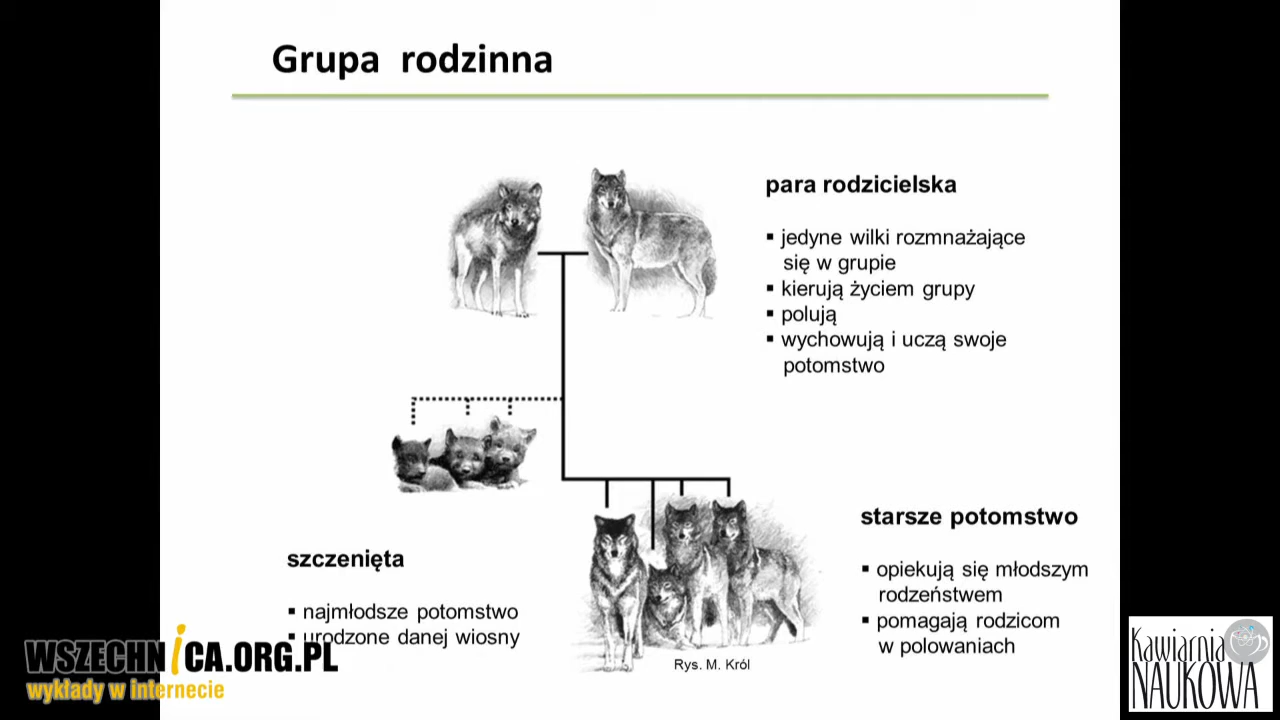 Grupa rodzinna
para rodzicielska
▪ jedyne wilki rozmnażające
się w grupie
▪ kierują życiem grupy
▪ polują
▪ wychowują i uczą swoje
potomstwo
szczenięta
▪ najmłodsze potomstwo
▪ urodzone danej wiosny
starsze potomstwo
▪ opiekują się młodszym
rodzeństwem
▪ pomagają rodzicom
w polowaniach
Rys. M. Król
WSZECHNiCA.ORG.PL
wykłady w internecie
Kawiarnia
NAUKOWA